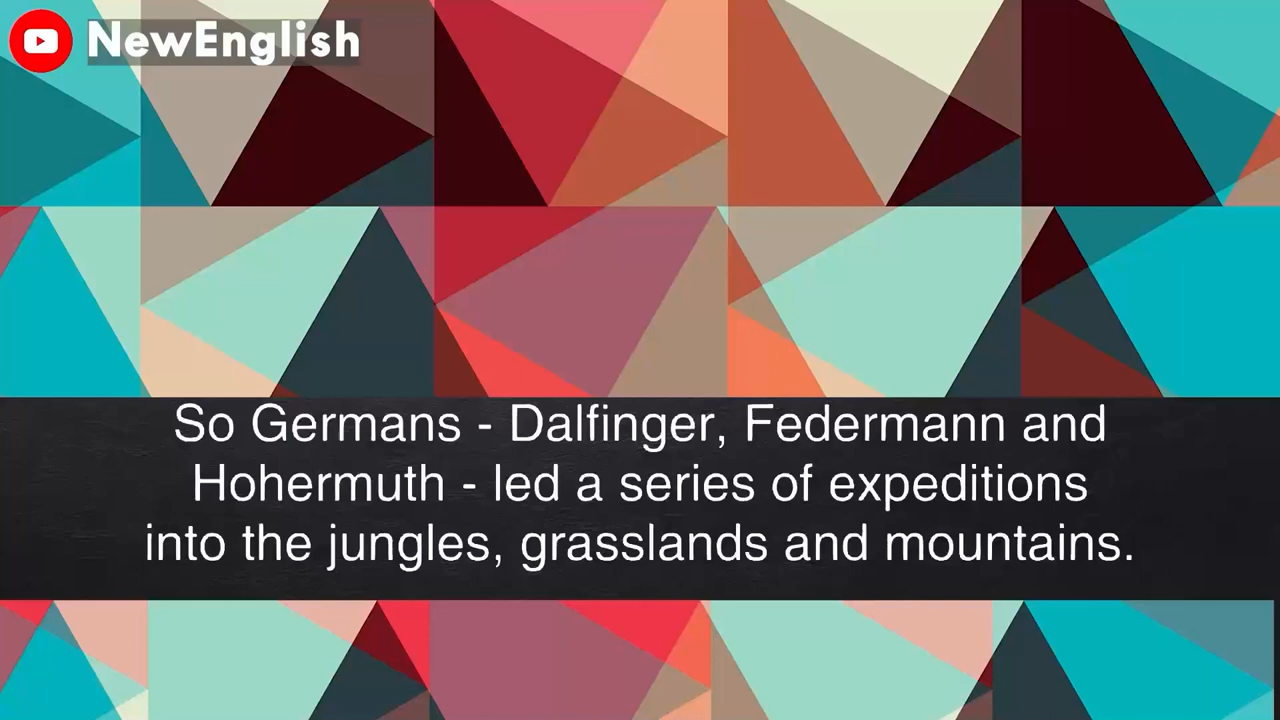 NewEnglish
So Germans - Dalfinger, Federmann and
Hohermuth - led a series of expeditions
into the jungles, grasslands and mountains.